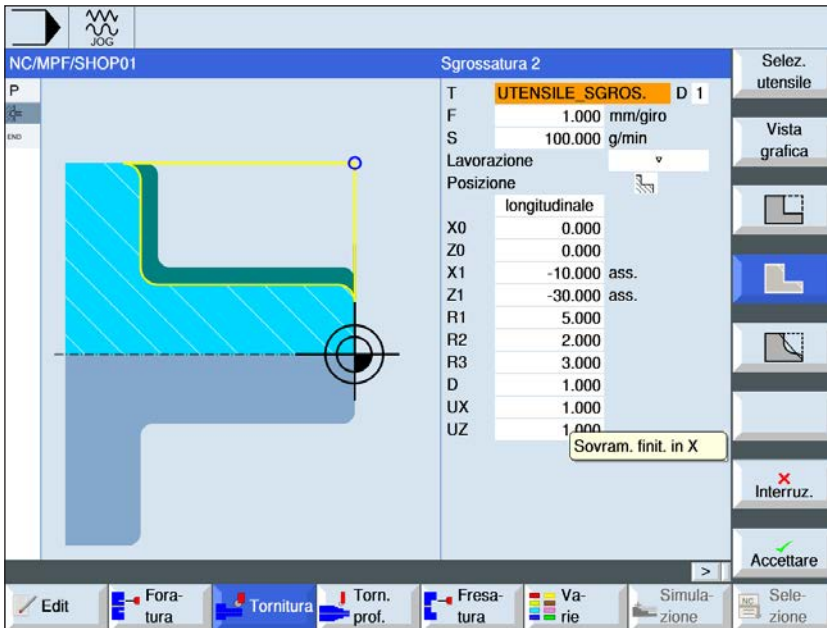 JOG
NC/MPF/SHOP01
Sgrossatura 2
P
END
T UTENSILE_SGROS. D 1
F 1.000 mm/giro
S 100.000 g/min
Lavorazione
Posizione
longitudinale
X0 0.000
Z0 0.000
X1 -10.000 ass.
Z1 -30.000 ass.
R1 5.000
R2 2.000
R3 3.000
D 1.000
UX 1.000
UZ 1.000
Sovram. finit. in X
Selez.
utensile
Vista
grafica
Interruz.
Accettare
>
Edit
Fora-
tura
Tornitura
Torn.
prof.
Fresa-
tura
Va-
rie
Simula-
zione
NC
Sele-
zione